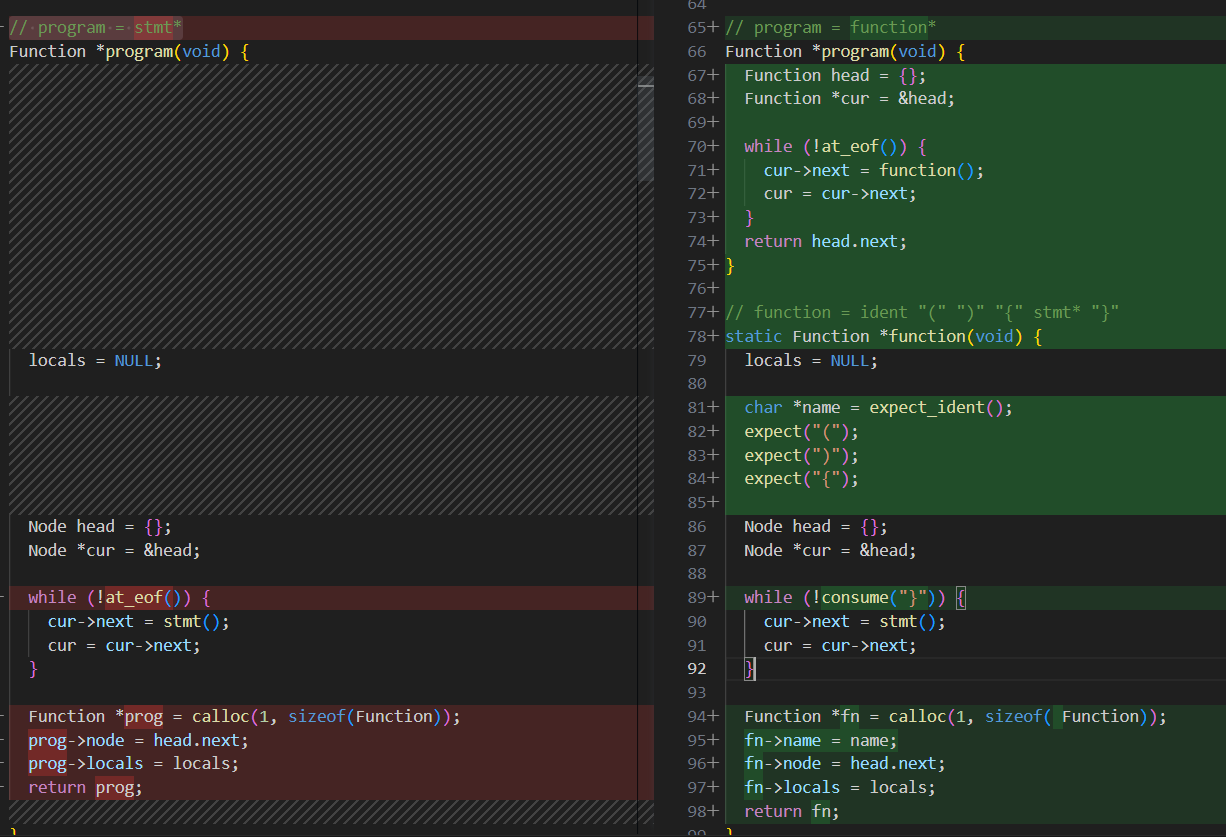 // program = stmt*
Function *program(void) {
locals = NULL;
Node head = {};
Node *cur = &head;
while (!at_eof()) {
cur->next = stmt();
cur = cur->next;
}
Function *prog = calloc(1, sizeof(Function));
prog->node = head.next;
prog->locals = locals;
return prog;
}
64
65+ // program = function*
66 Function *program(void) {
67+ Function head = {};
68+ Function *cur = &head;
69+
70+ while (!at_eof()) {
71+ cur->next = function();
72+ cur = cur->next;
73+ }
74+ return head.next;
75+ }
76+
77+ // function = ident "(" ")" "{" stmt* "}"
78+ static Function *function(void) {
79 locals = NULL;
80
81+ char *name = expect_ident();
82+ expect("(");
83+ expect(")");
84+ expect("{");
85+
86 Node head = {};
87 Node *cur = &head;
88
89+ while (!consume("}")) {
90 cur->next = stmt();
91 cur = cur->next;
92 }
93
94+ Function *fn = calloc(1, sizeof( Function));
95+ fn->name = name;
96+ fn->node = head.next;
97+ fn->locals = locals;
98+ return fn;
99 }